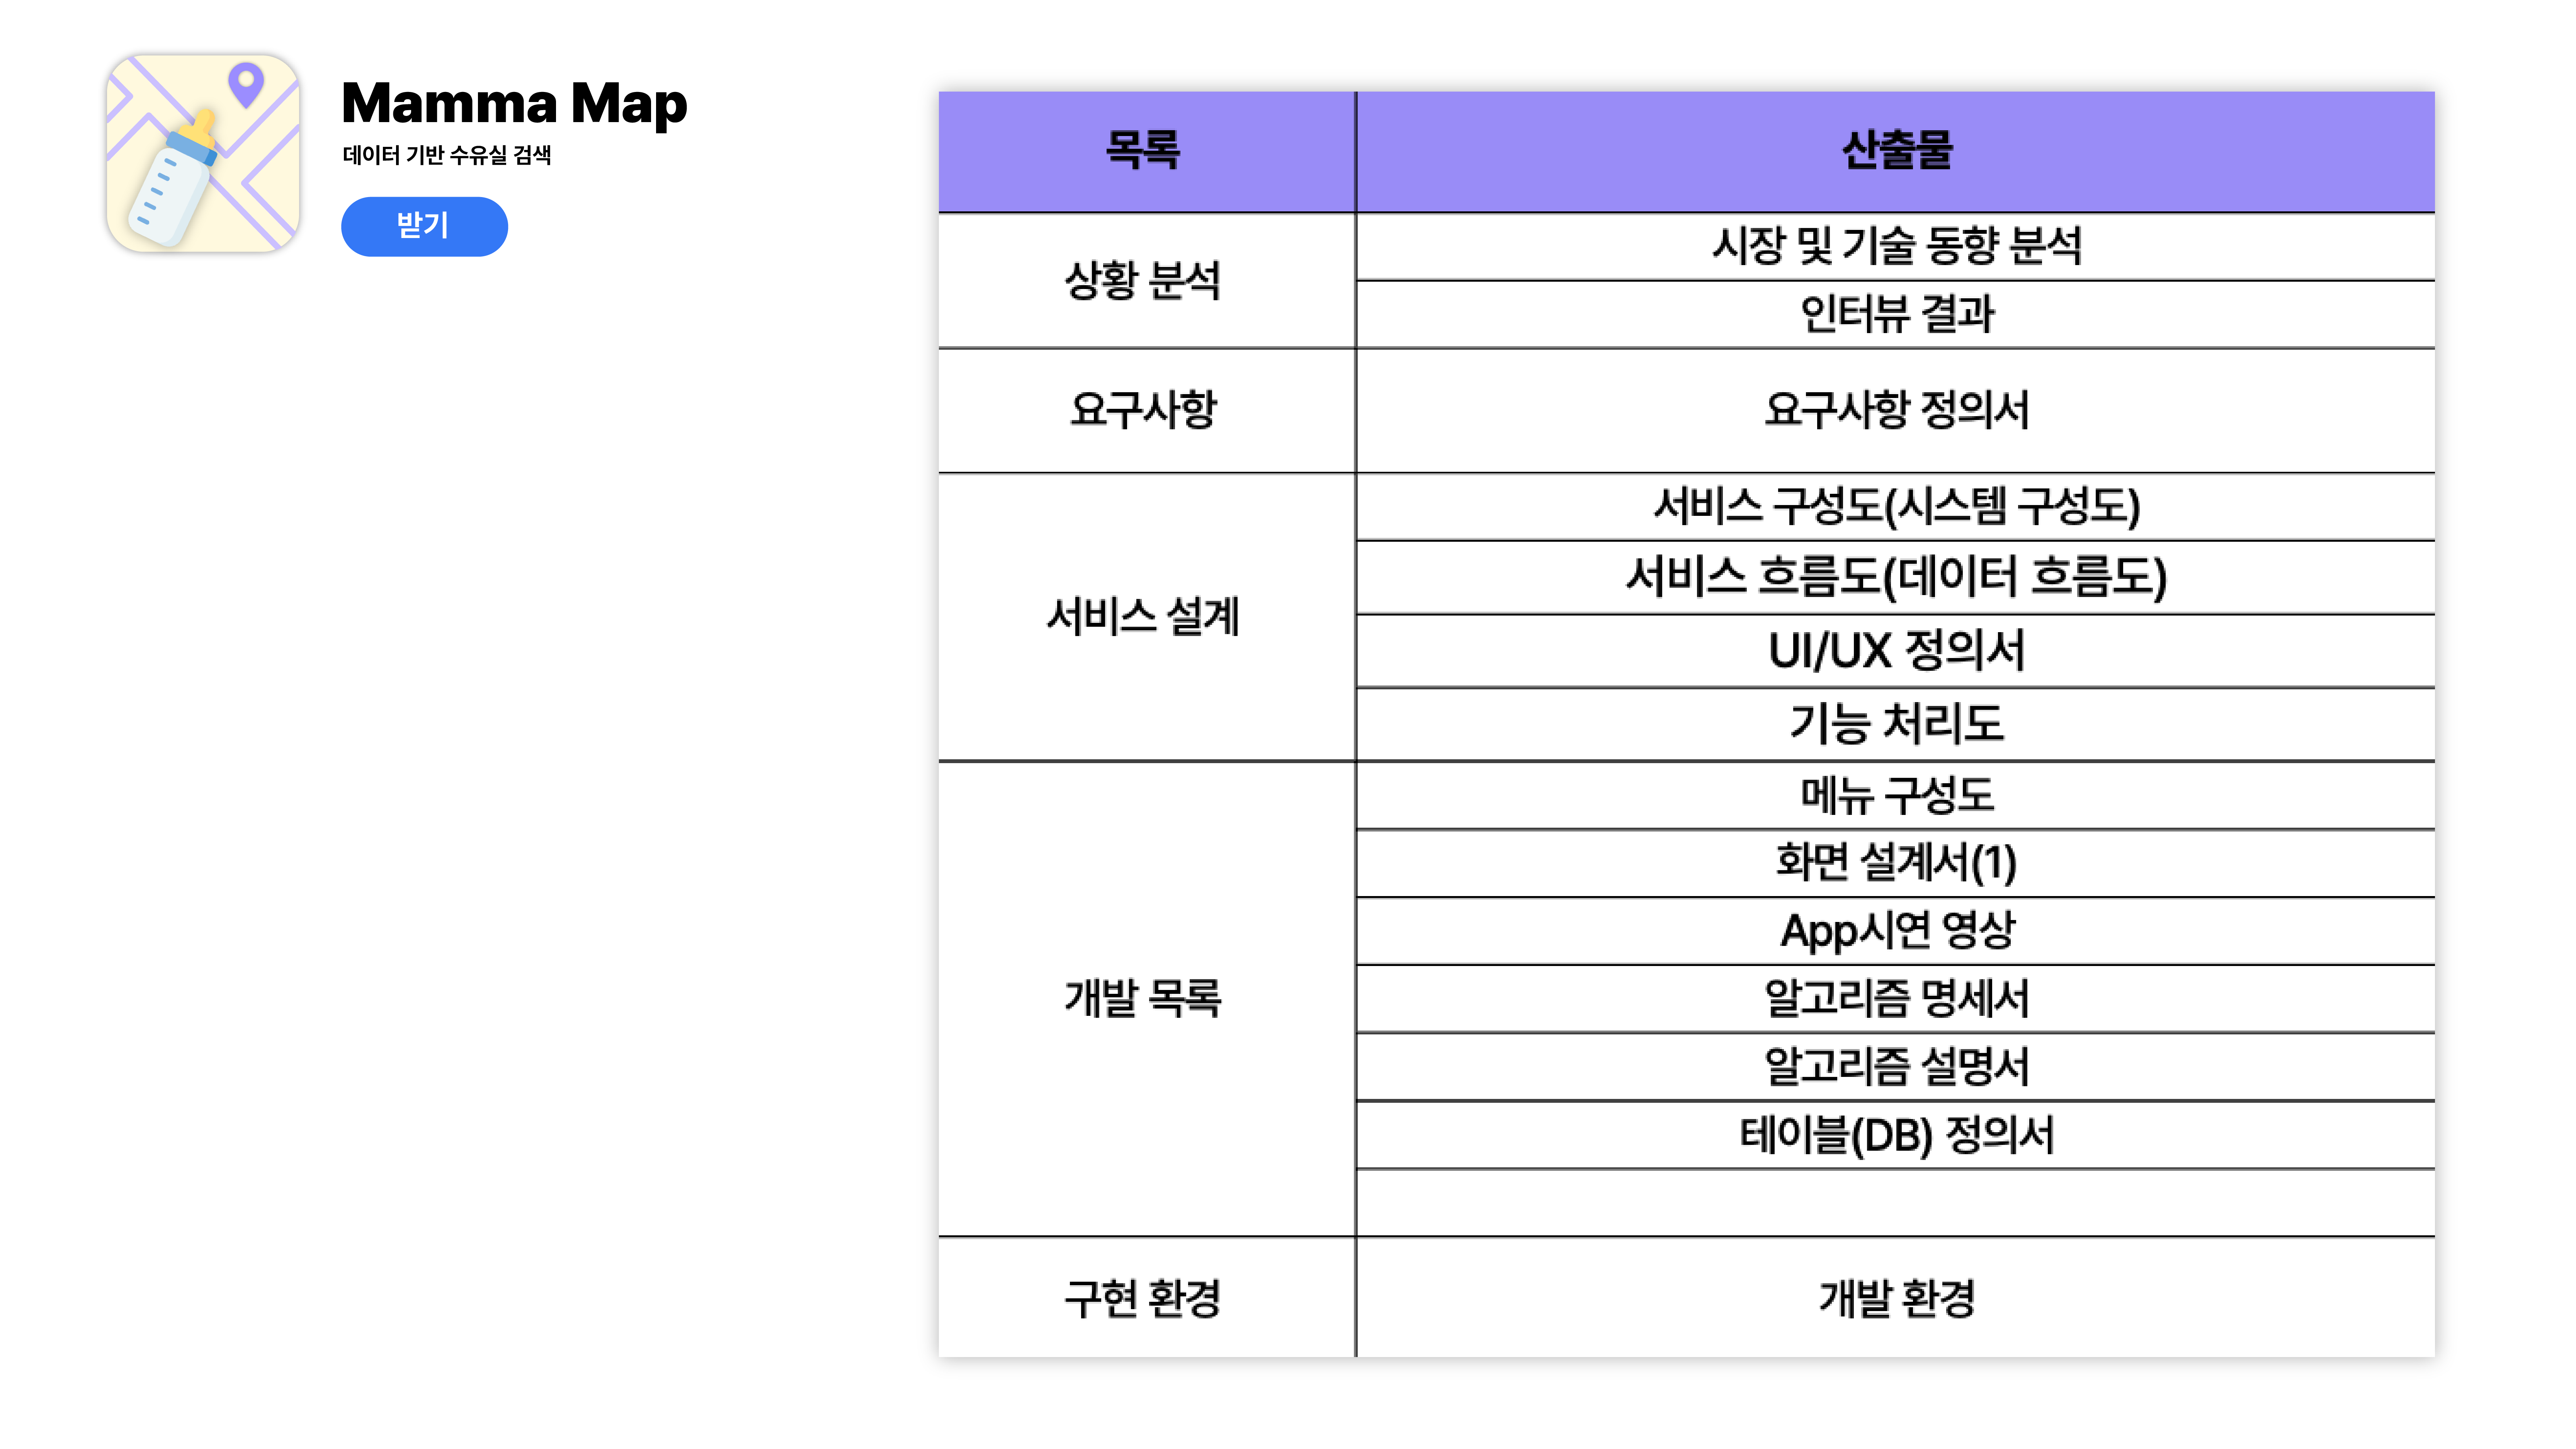 Mamma Map
데이터 기반 수유실 검색
받기
목록 산출물
상황 분석
시장 및 기술 동향 분석
인터뷰 결과
요구사항 요구사항 정의서
서비스 설계
서비스 구성도(시스템 구성도)
서비스 흐름도(데이터 흐름도)
UI/UX 정의서
기능 처리도
개발 목록
메뉴 구성도
화면 설계서(1)
App시연 영상
알고리즘 명세서
알고리즘 설명서
테이블(DB) 정의서
구현 환경 개발 환경